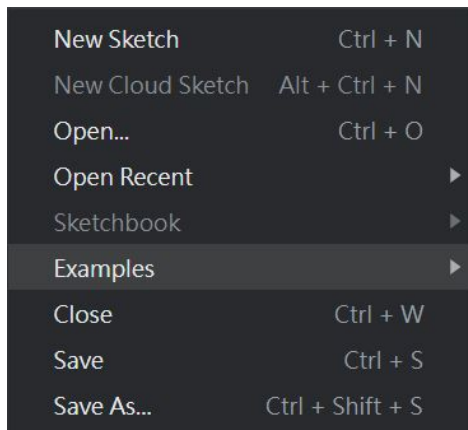 New Sketch Ctrl + N
New Cloud Sketch Alt + Ctrl + N
Open... Ctrl + O
Open Recent
Sketchbook
Examples
Close Ctrl + W
Save Ctrl + S
Save As... Ctrl + Shift + S